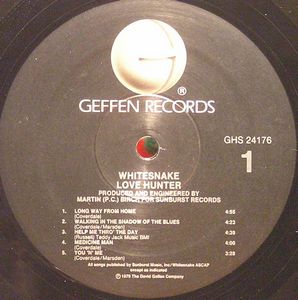 ®
GEFFEN RECORDS
GHS 24176
1
WHITESNAKE
LOVE HUNTER
PRODUCED AND ENGINEERED BY
MARTIN (P.C.) BIRCH FOR SUNBURST RECORDS
1. LONG WAY FROM HOME 4:56
(Coverdale)
2. WALKING IN THE SHADOW OF THE BLUES 4:23
(Coverdale/Marsden)
3. HELP ME THRO' THE DAY 4:39
(Russell) Teddy Jack Music BMI
4. MEDICINE MAN 4:00
(Coverdale)
5. YOU 'N' ME 3:28
(Coverdale/Marsden)
All songs published by Sunburst Music, Inc/Whitesnake ASCAP
except as indicated
© 1979 The David Geffen Company